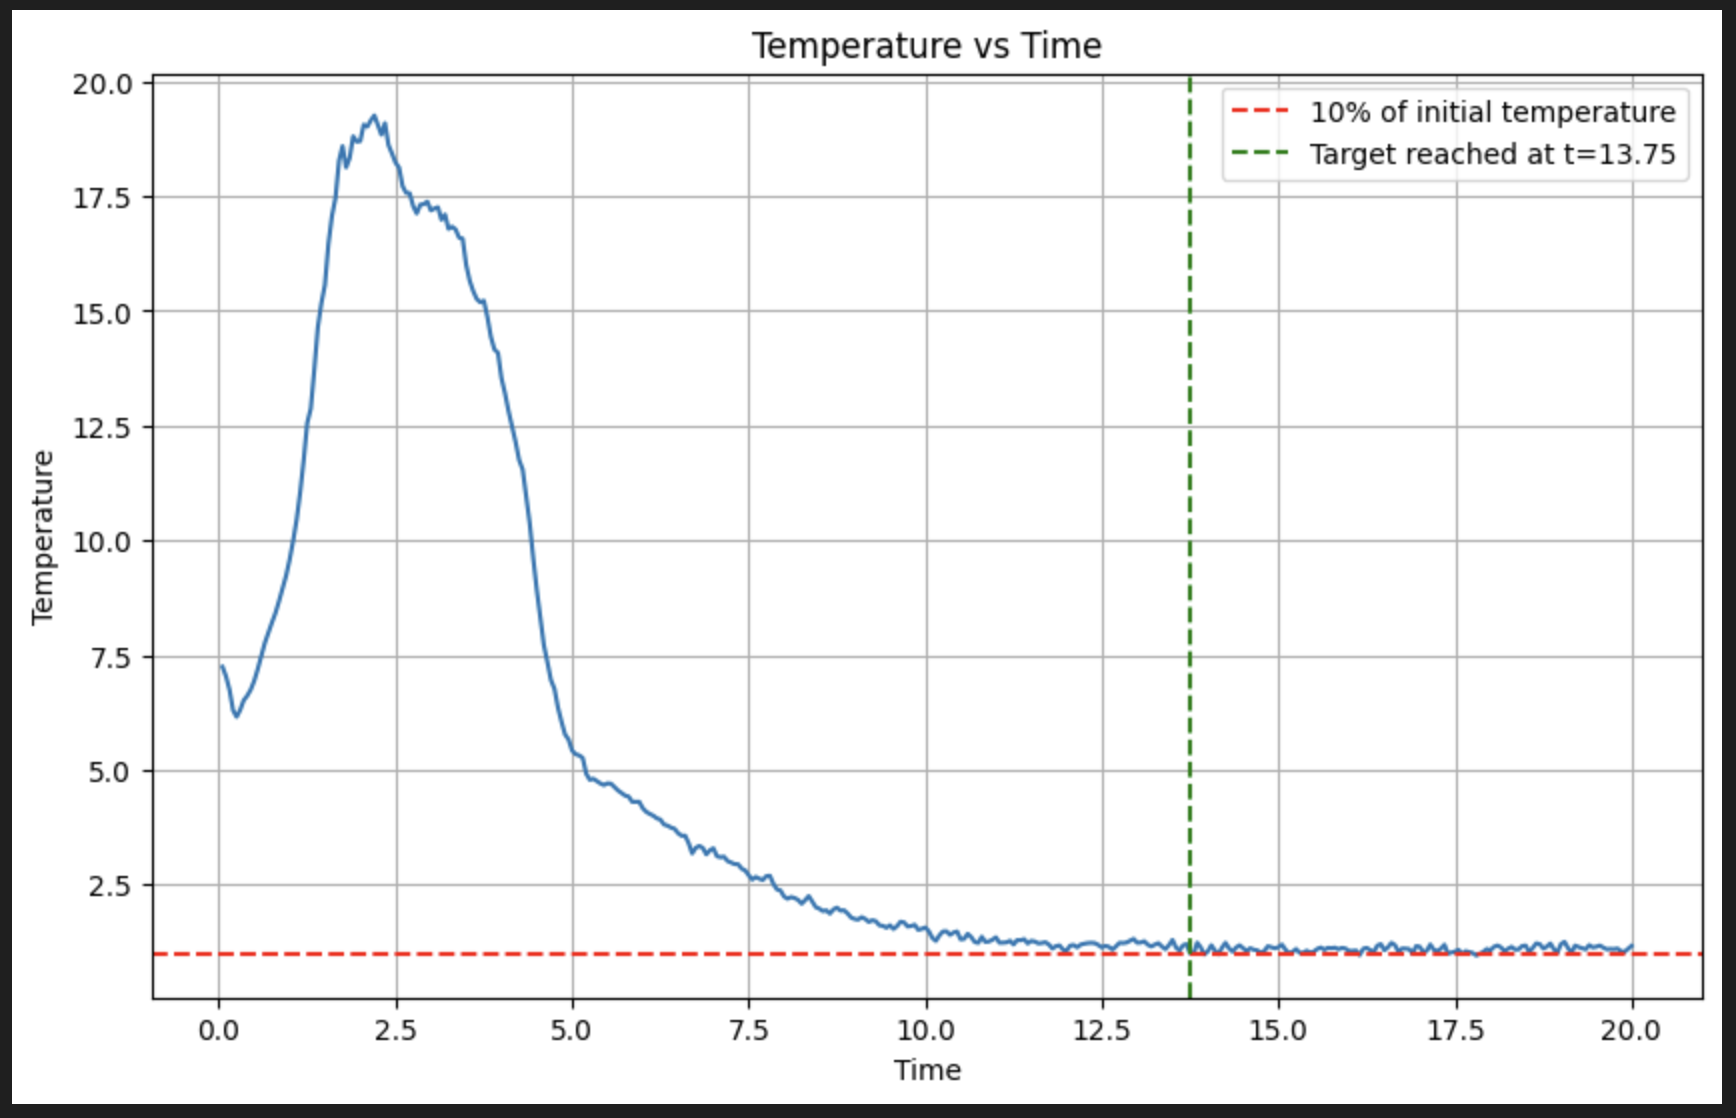 Temperature vs Time
20.0
17.5
15.0
12.5
10.0
7.5
5.0
2.5
Temperature
10% of initial temperature
Target reached at t=13.75
0.0 2.5 5.0 7.5 10.0 12.5 15.0 17.5 20.0
Time